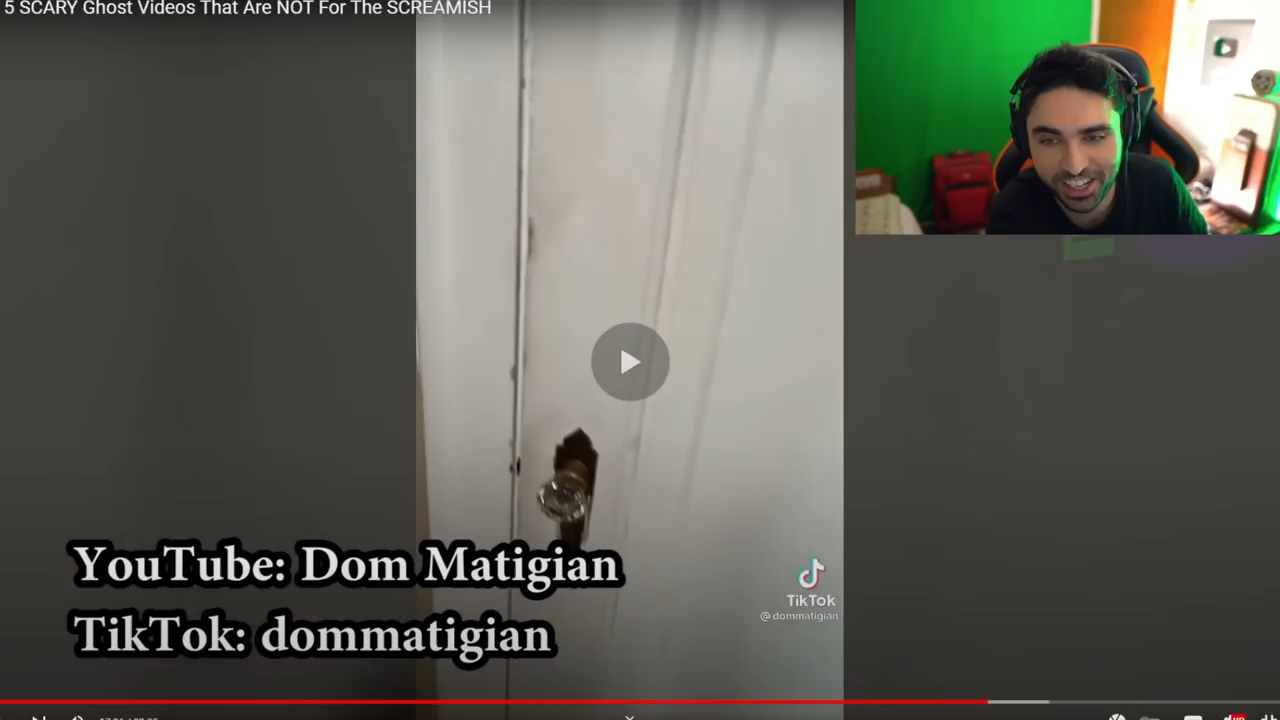 5 SCARY Ghost Videos That Are NOT For The SCREAMISH
YouTube: Dom Matigian
TikTok: dommatigian
TikTok
@dommatigian